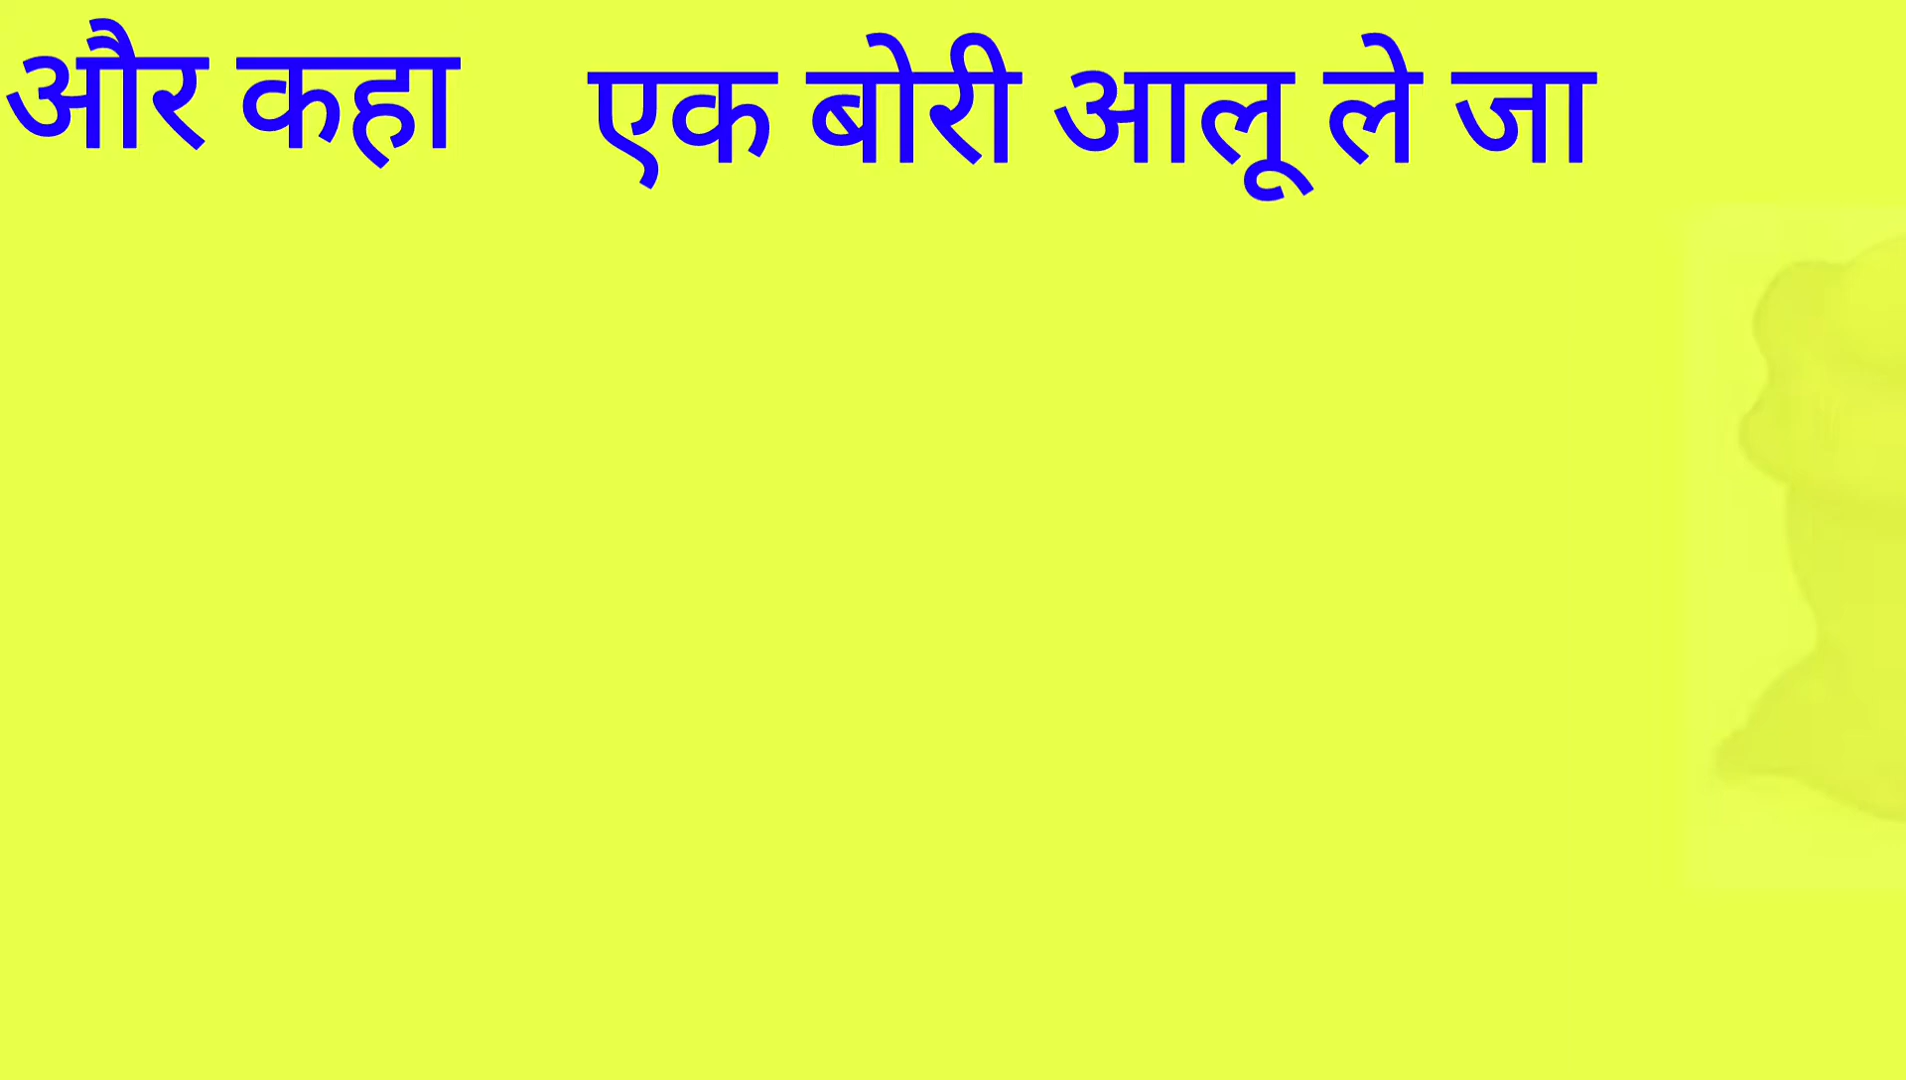 और कहा एक बोरी आलू ले जा